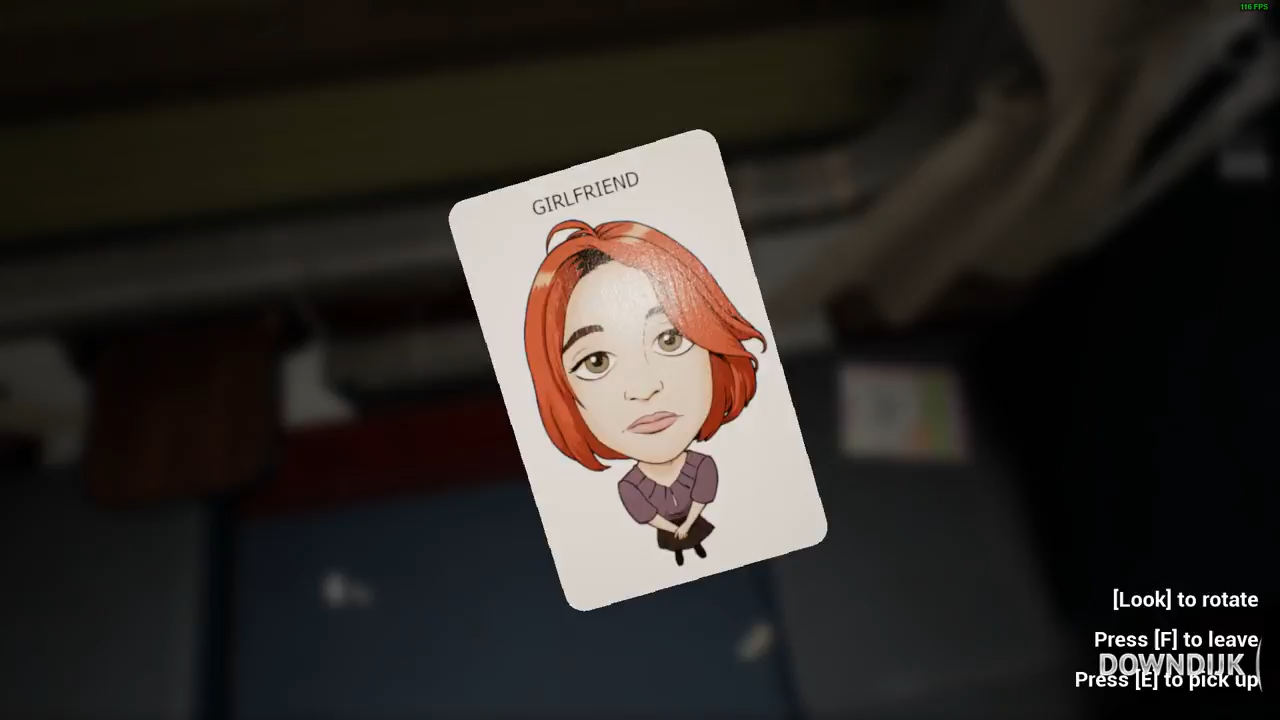 116 FPS
GIRLFRIEND
[Look] to rotate
Press [F] to leave
DOWNDIJK
Press [E] to pick up